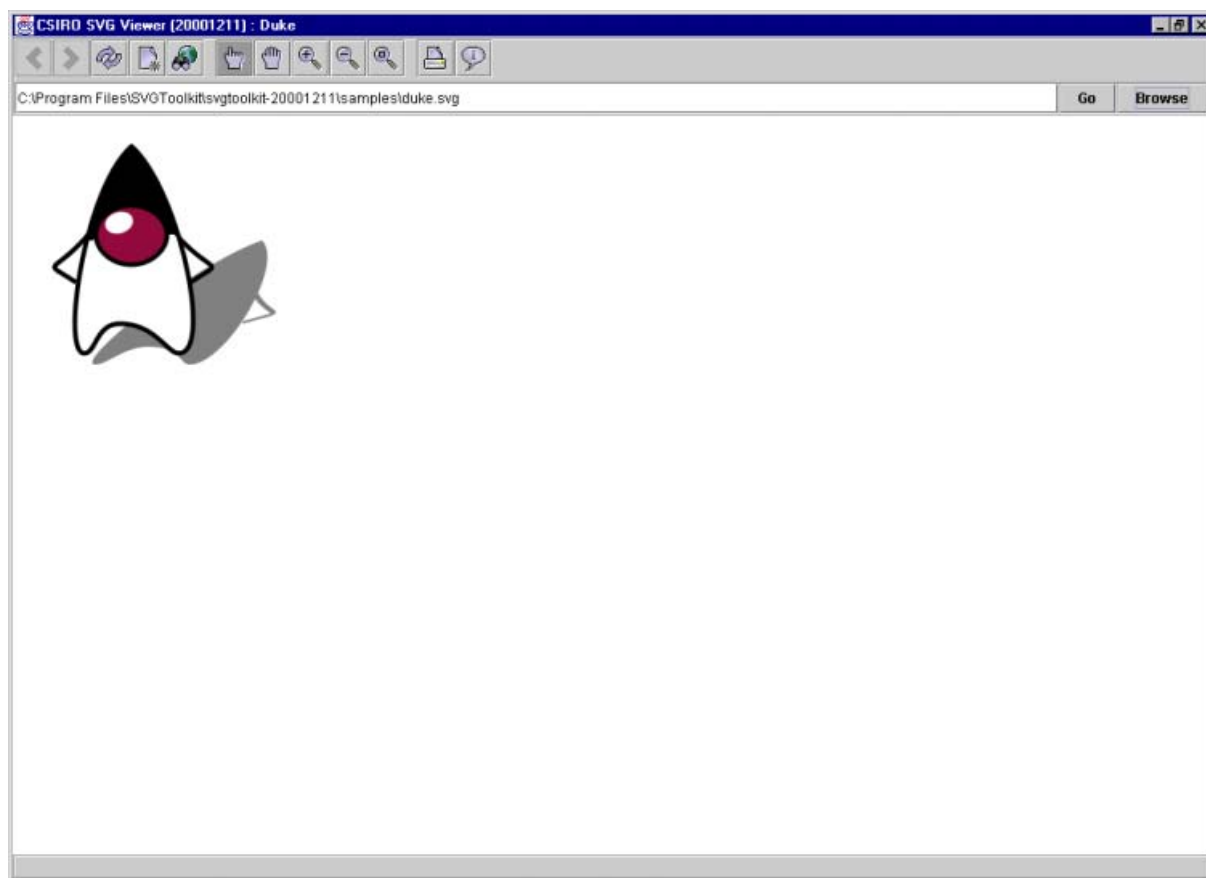 CSIRO SVG Viewer (20001211) : Duke
C:\Program Files\SVGToolkit\svgtoolkit-20001211\samples\duke.svg
Go
Browse